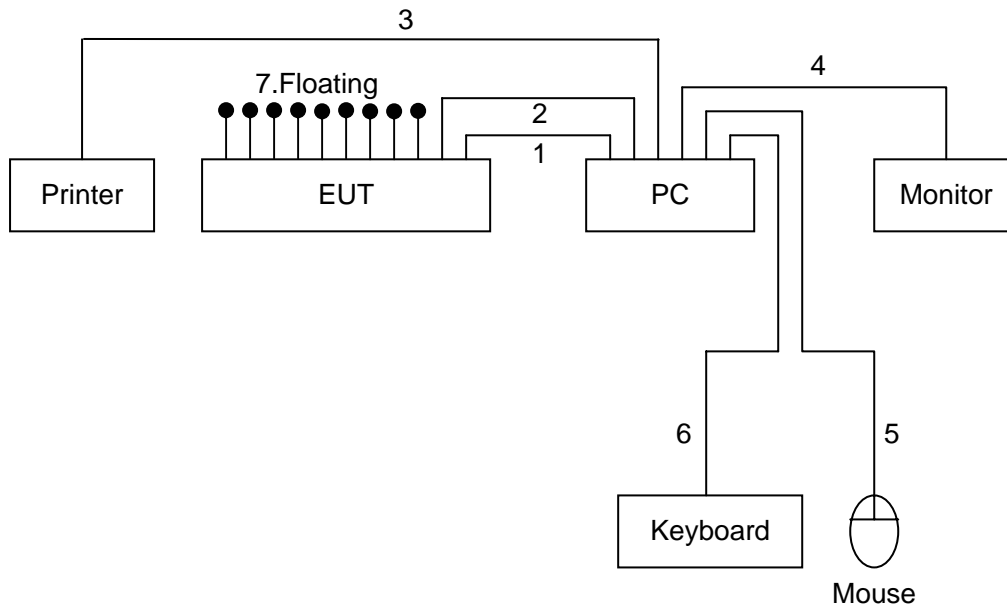 3
7.Floating
4
2
1
Printer
EUT
PC
Monitor
6
5
Keyboard
Mouse